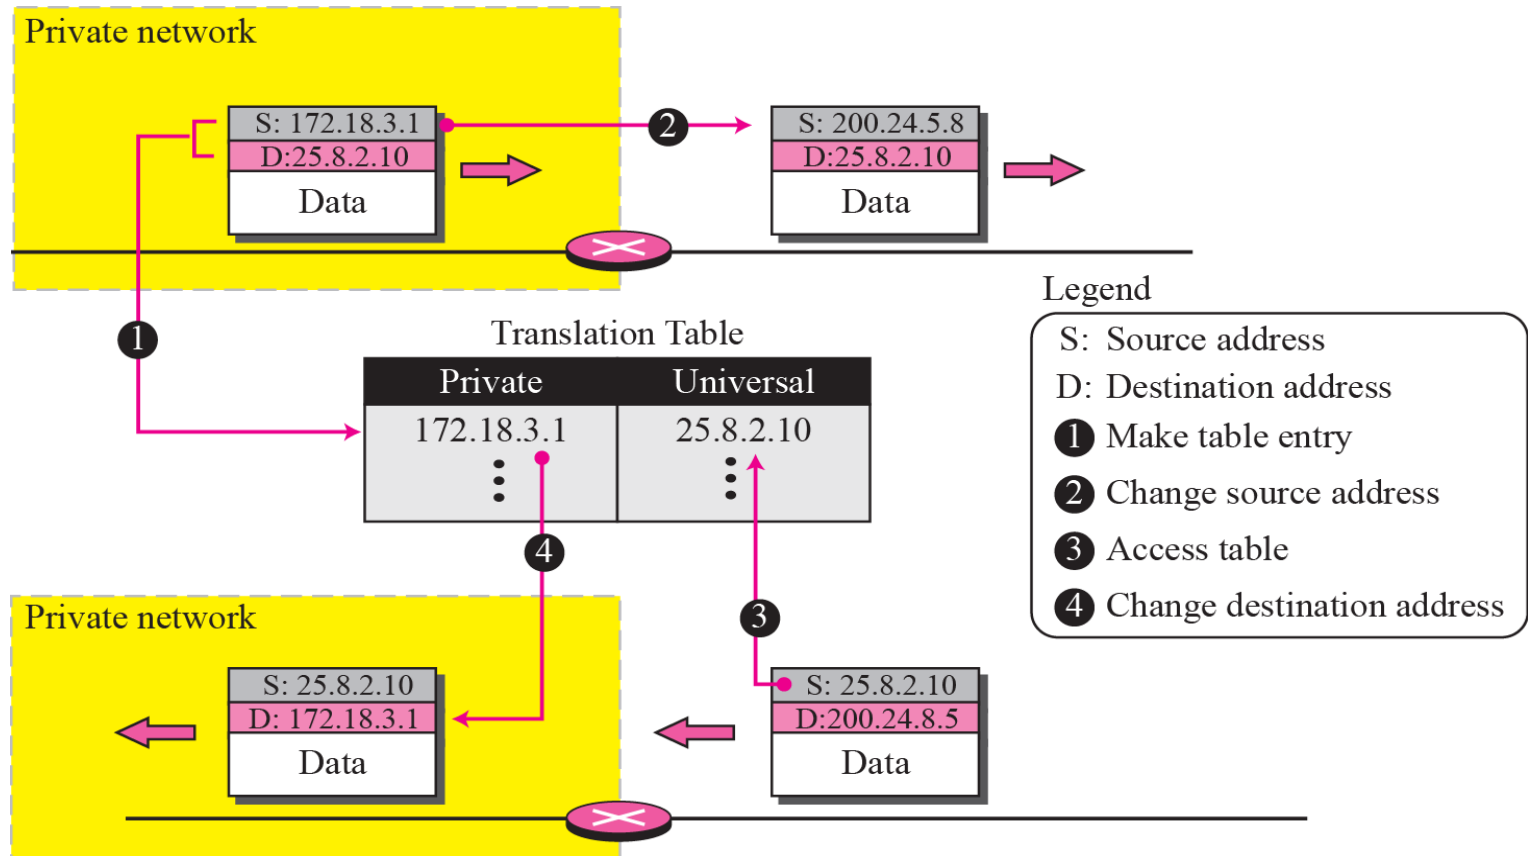 Private network
S: 172.18.3.1
D:25.8.2.10
Data
2
S: 200.24.5.8
D:25.8.2.10
Data
1
Translation Table
Private Universal
172.18.3.1 25.8.2.10
4
3
Legend
S: Source address
D: Destination address
1 Make table entry
2 Change source address
3 Access table
4 Change destination address
Private network
S: 25.8.2.10
D: 172.18.3.1
Data
S: 25.8.2.10
D:200.24.8.5
Data